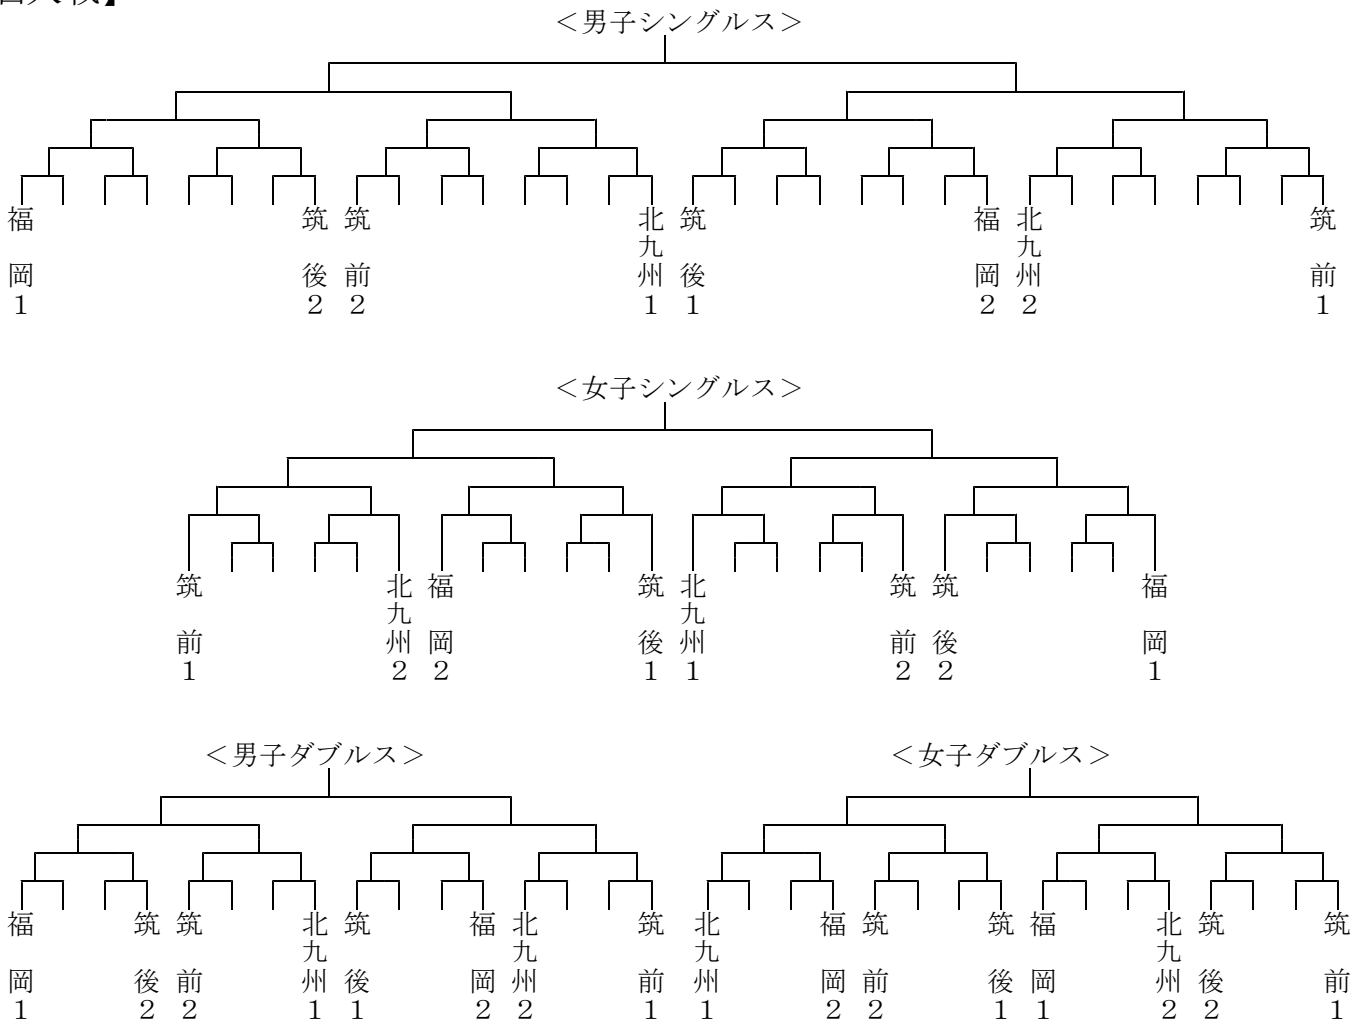 ＜男子シングルス＞
福岡１
筑後２
筑前２
北九州１
筑後１
福岡２
北九州２
筑前１
＜女子シングルス＞
筑前１
北九州２
福岡２
筑後１
北九州１
筑前２
筑後２
福岡１
＜男子ダブルス＞
福岡１
筑後２
筑前２
北九州１
筑後１
福岡２
北九州２
筑前１
＜女子ダブルス＞
北九州１
福岡２
筑前２
筑後１
福岡１
北九州２
筑後２
筑前１